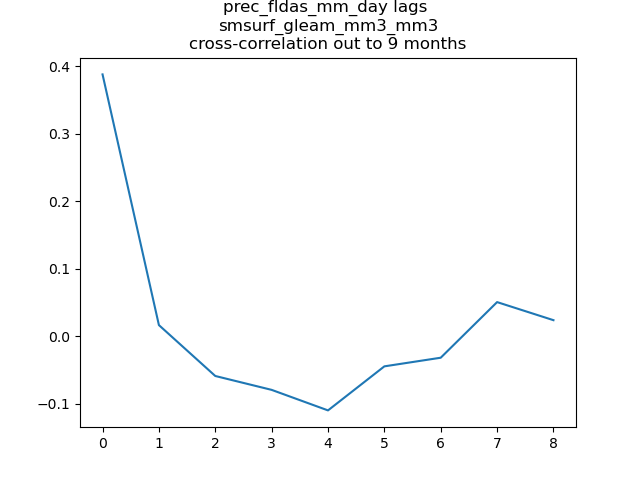 prec_fldas_mm_day lags
smsurf_gleam_mm3_mm3
cross-correlation out to 9 months
0.4
0.3
0.2
0.1
0.0
−0.1
0 1 2 3 4 5 6 7 8